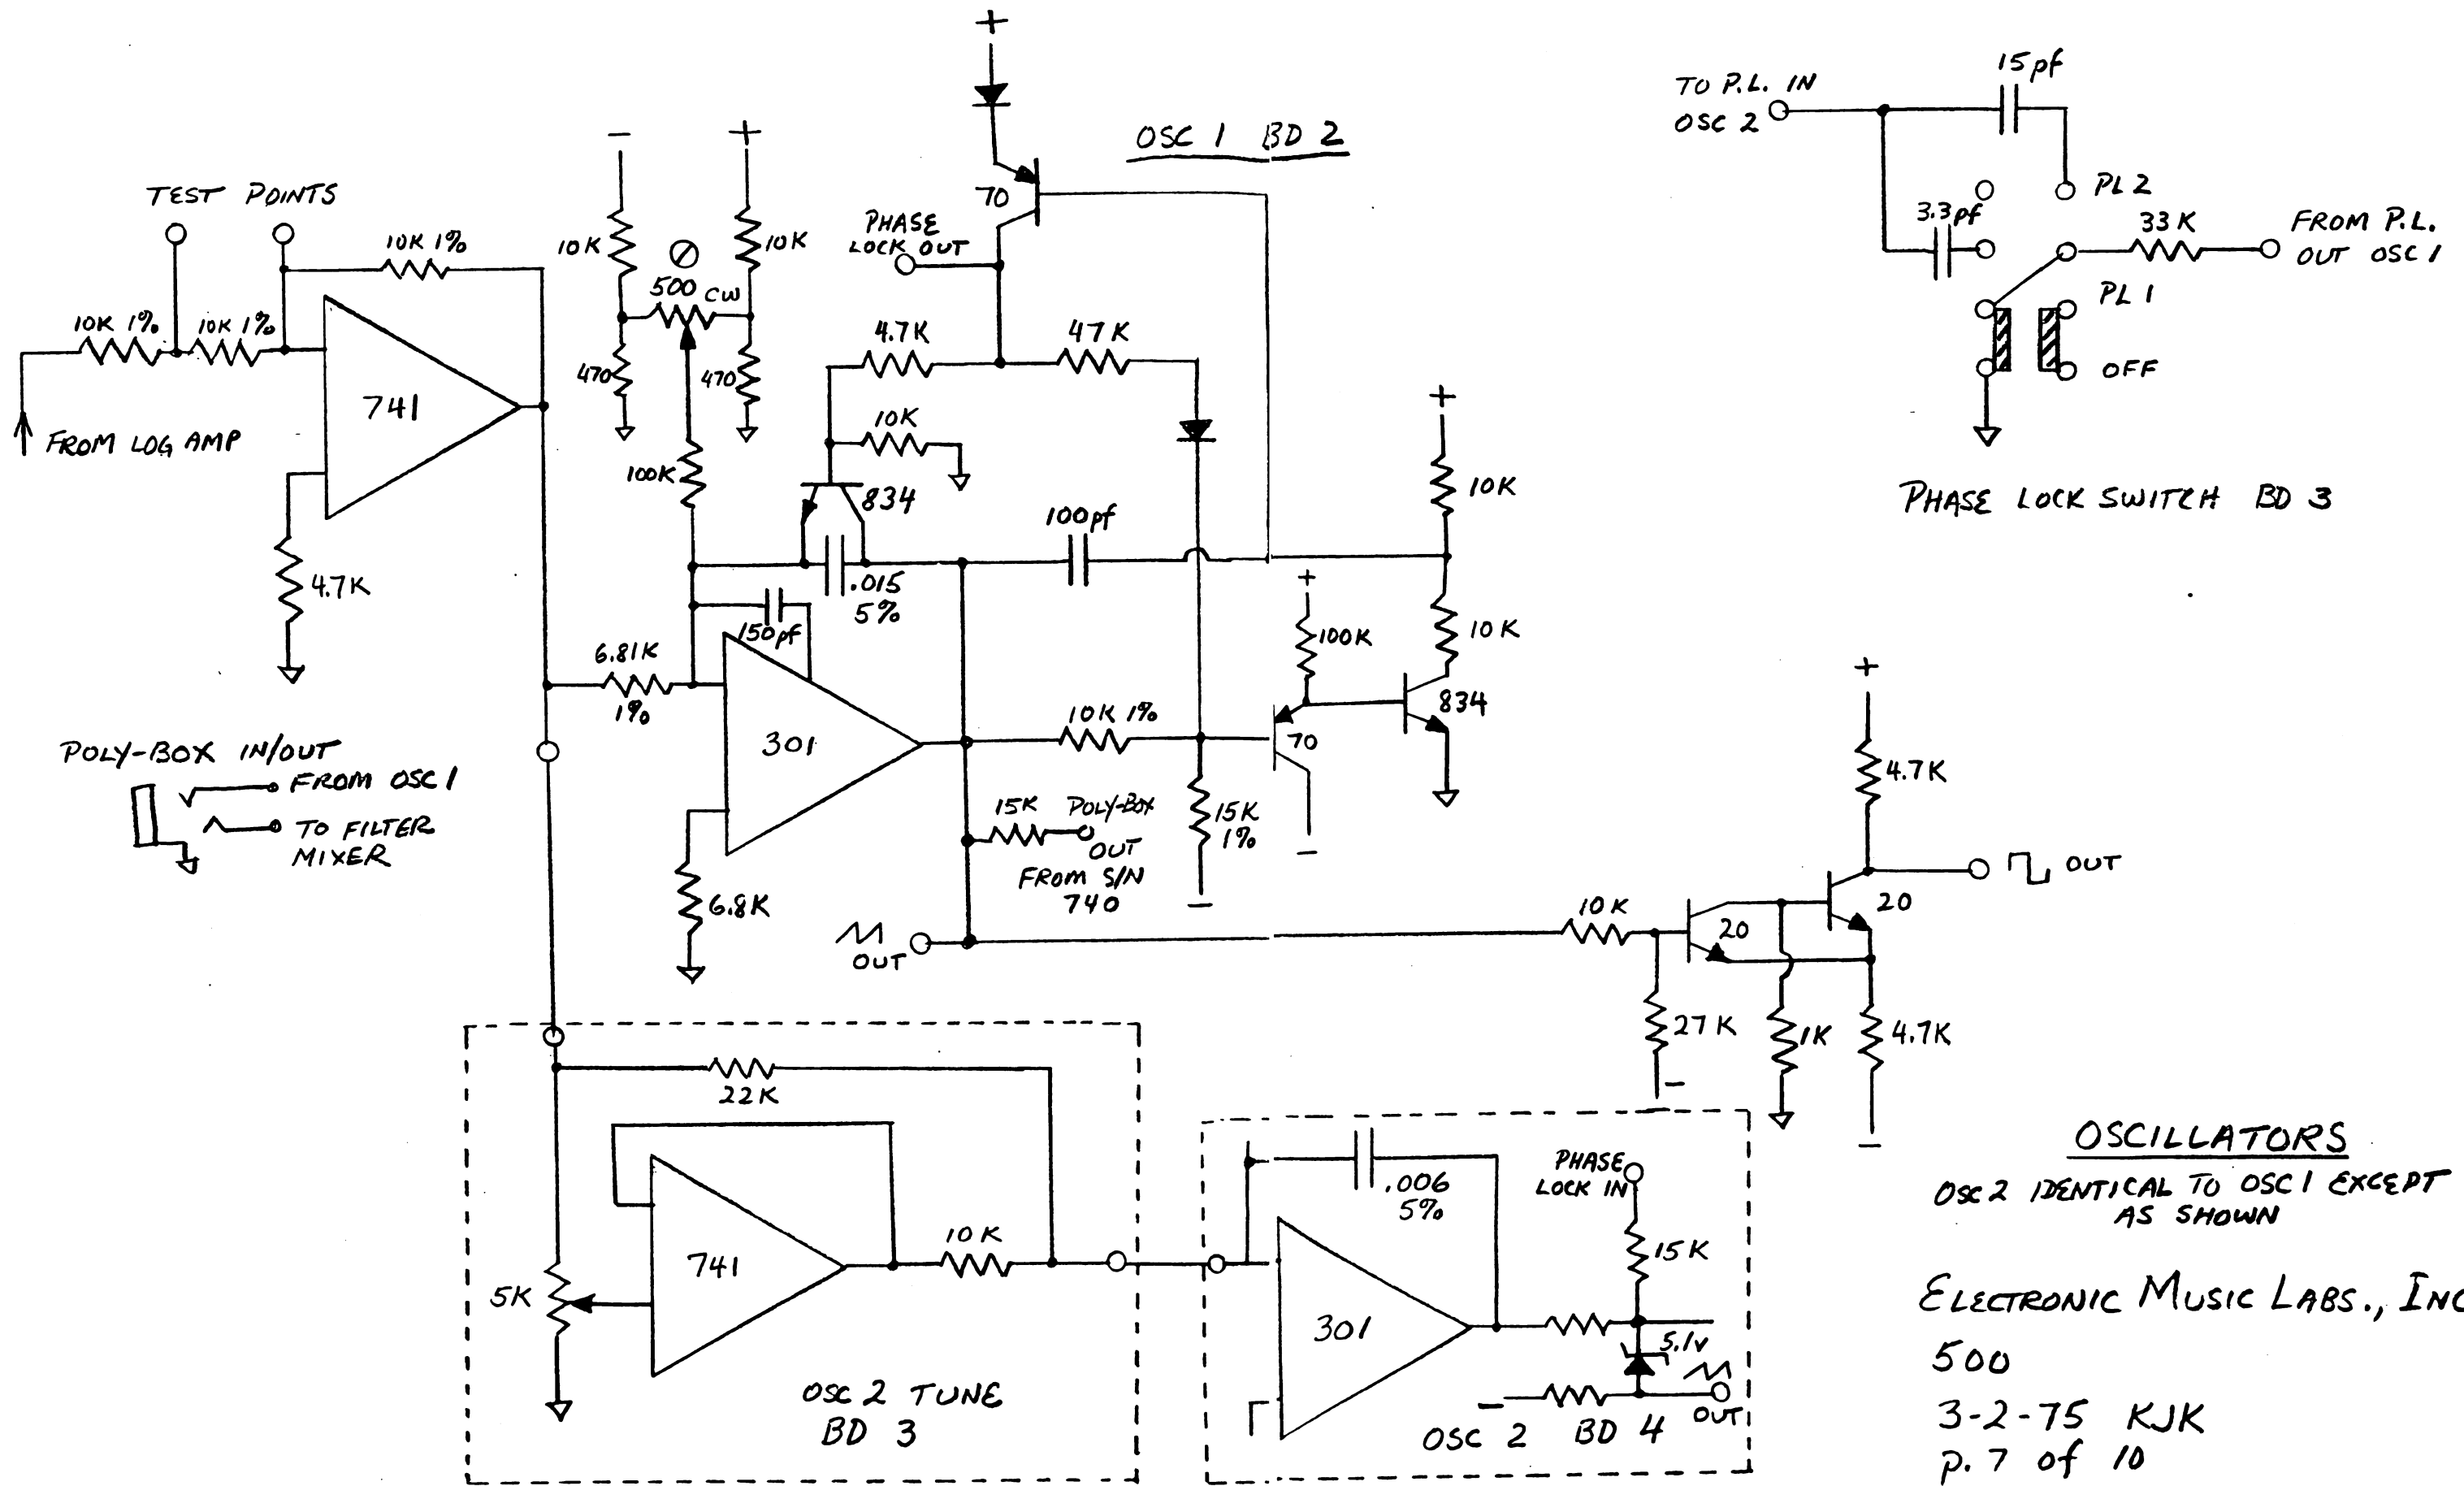 +
15pf
TO P.L. IN
OSC 2
− +
OSC 1 BD 2
TEST POINTS
70
PL 2
10K 1%
10K
10K
PHASE
LOCK OUT
3.3pf
33K
FROM P.L.
OUT OSC 1
500 CW
PL 1
10K 1%
10K 1%
4.7K
47K
470
470
OFF
741
10K
+
FROM LOG AMP
100K
834
10K
100pf
PHASE LOCK SWITCH BD 3
4.7K
.015
5%
+
150pf
100K
10K
6.81K
1%
+
10K 1%
834
301
70
POLY-BOX IN/OUT
FROM OSC 1
4.7K
15K
POLY-BOX
OUT
FROM S/N
740
15K
1%
TO FILTER
MIXER
−
−
OUT
6.8K
10K
20
20
OUT
27K
1K
4.7K
22K
−
−
OSCILLATORS
OSC 2 IDENTICAL TO OSC 1 EXCEPT
AS SHOWN
.006
5%
PHASE
LOCK IN
741
10K
15K
5K
301
5.1v
ELECTRONIC MUSIC LABS., INC
500
OSC 2 TUNE
BD 3
−
OUT
OSC 2 BD 4
3-2-75 KJK
p. 7 of 10